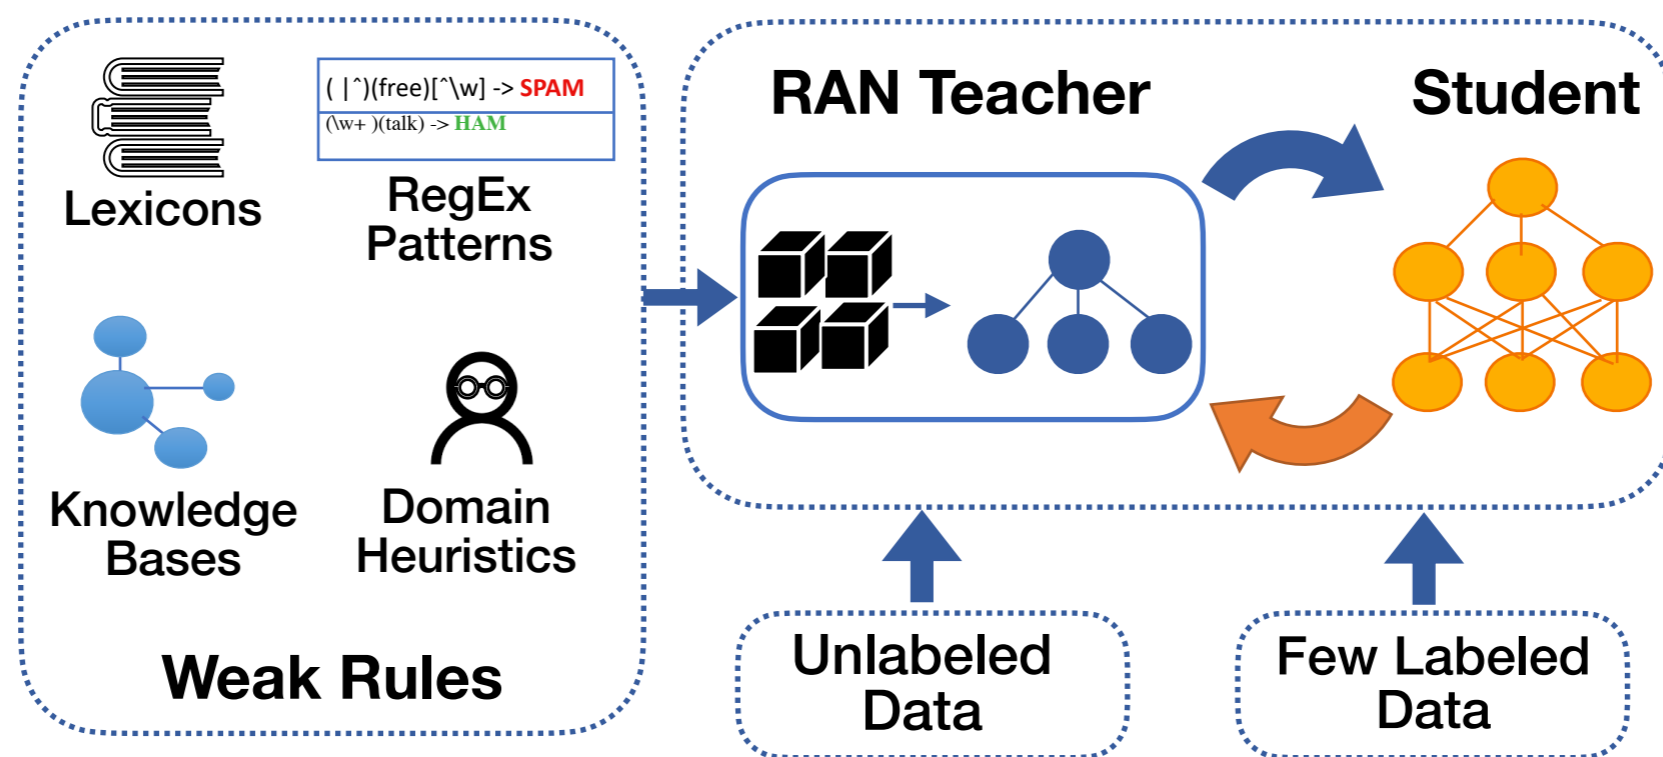 ( |^)(free)[^\w] -> SPAM
(\w+ )(talk) -> HAM
Lexicons
RegEx
Patterns
Knowledge
Bases
Domain
Heuristics
Weak Rules
RAN Teacher
Student
Unlabeled
Data
Few Labeled
Data